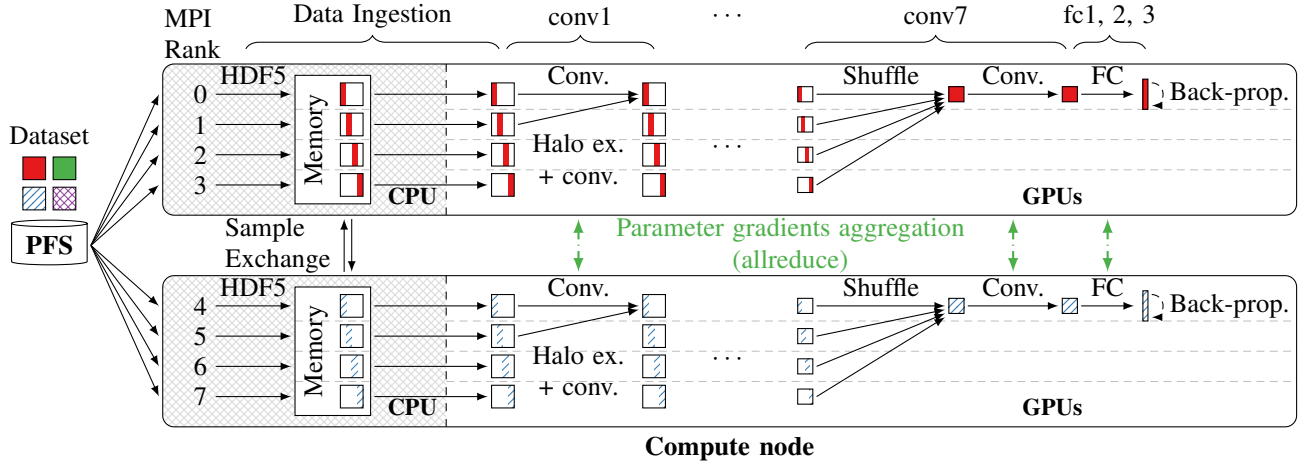 MPI
Rank
Data Ingestion
conv1
· · ·
conv7
fc1, 2, 3
Dataset
PFS
HDF5
0
1
2
3
Memory
CPU
Conv.
Halo ex.
+ conv.
· · ·
Shuffle
Conv.
FC
Back-prop.
GPUs
Sample
Exchange
Parameter gradients aggregation
(allreduce)
HDF5
4
5
6
7
Memory
CPU
Conv.
Halo ex.
+ conv.
· · ·
Shuffle
Conv.
FC
Back-prop.
GPUs
Compute node